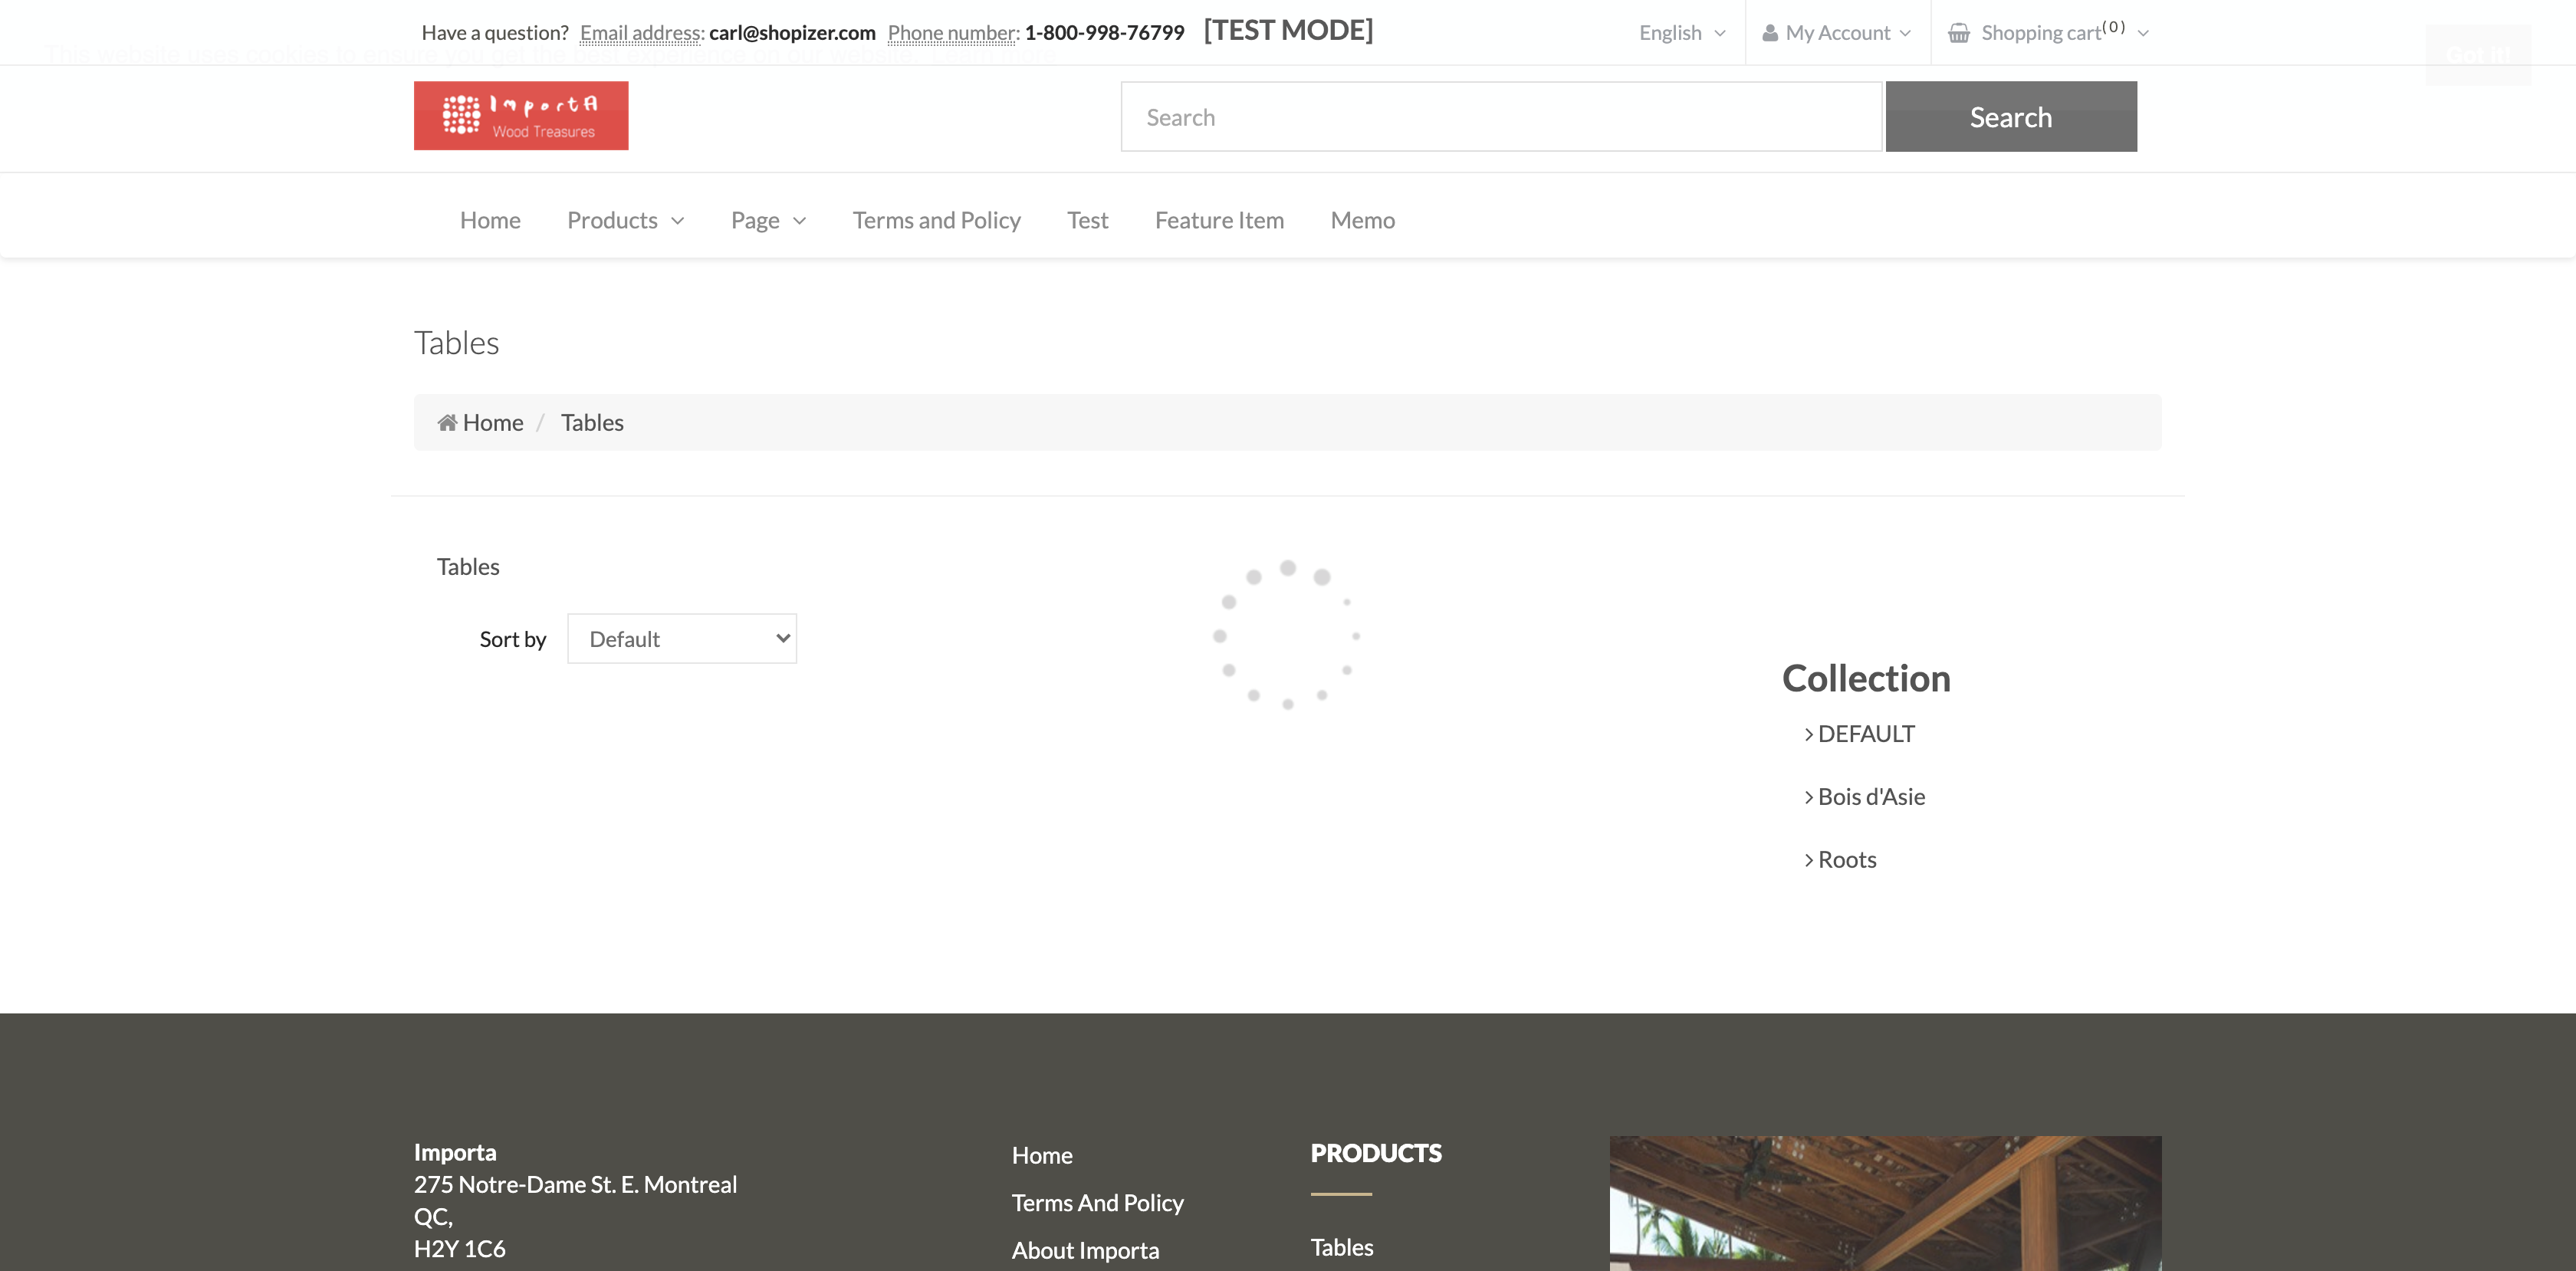 Have a question? Email address: carl@shopizer.com Phone number: 1-800-998-76799 [TEST MODE] English My Account Shopping cart(0)
This website uses cookies to ensure you get the best experience on our website. Learn more
Got it!
ImportA
Wood Treasures
Search Search
Home Products Page Terms and Policy Test Feature Item Memo
Tables
Home / Tables
Tables
Sort by Default
Collection
DEFAULT
Bois d'Asie
Roots
Importa
275 Notre-Dame St. E. Montreal
QC,
H2Y 1C6
Home
Terms And Policy
About Importa
PRODUCTS
Tables